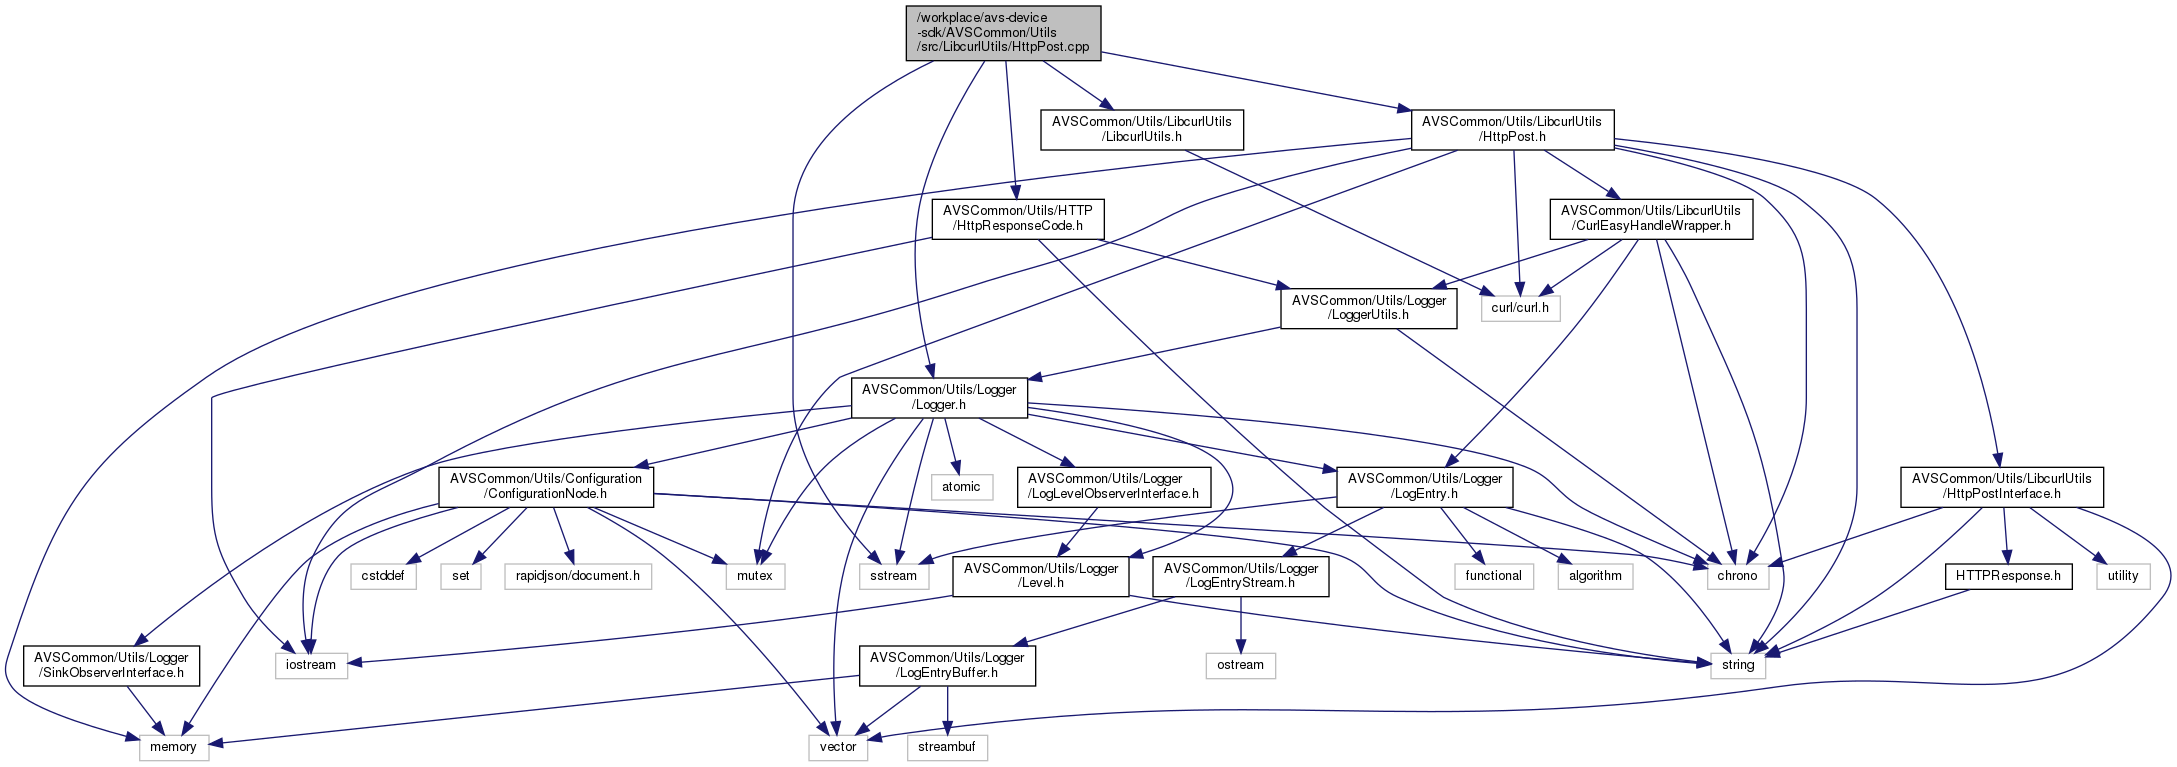 /workplace/avs-device
-sdk/AVSCommon/Utils
/src/LibcurlUtils/HttpPost.cpp
AVSCommon/Utils/LibcurlUtils
/LibcurlUtils.h
AVSCommon/Utils/LibcurlUtils
/HttpPost.h
AVSCommon/Utils/HTTP
/HttpResponseCode.h
AVSCommon/Utils/LibcurlUtils
/CurlEasyHandleWrapper.h
AVSCommon/Utils/Logger
/LoggerUtils.h
curl/curl.h
AVSCommon/Utils/Logger
/Logger.h
AVSCommon/Utils/Configuration
/ConfigurationNode.h
atomic
AVSCommon/Utils/Logger
/LogLevelObserverInterface.h
AVSCommon/Utils/Logger
/LogEntry.h
AVSCommon/Utils/LibcurlUtils
/HttpPostInterface.h
cstddef
set
rapidjson/document.h
mutex
sstream
AVSCommon/Utils/Logger
/Level.h
AVSCommon/Utils/Logger
/LogEntryStream.h
functional
algorithm
chrono
HTTPResponse.h
utility
AVSCommon/Utils/Logger
/SinkObserverInterface.h
iostream
AVSCommon/Utils/Logger
/LogEntryBuffer.h
ostream
string
memory
vector
streambuf